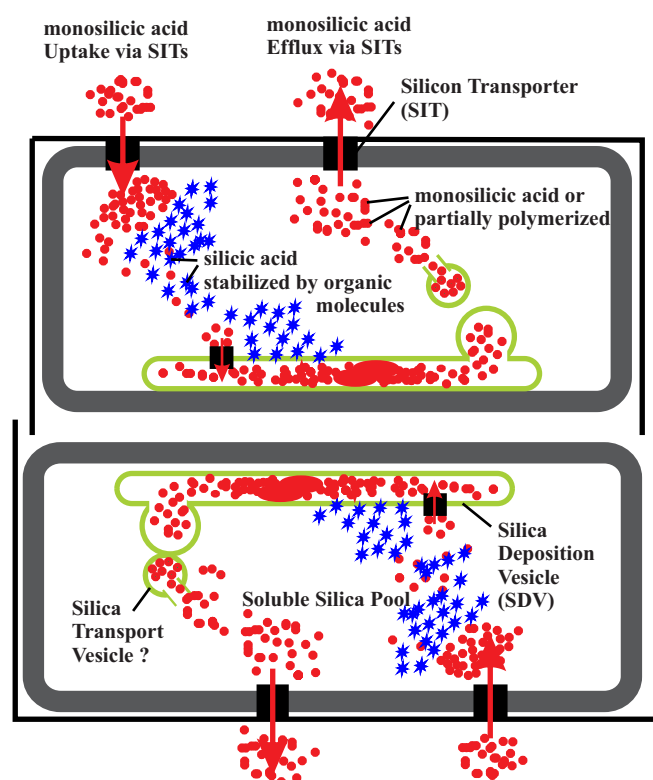 monosilicic acid
Uptake via SITs
monosilicic acid
Efflux via SITs
Silicon Transporter
(SIT)
monosilicic acid or
partially polymerized
silicic acid
stabilized by organic
molecules
Silica
Deposition
Vesicle
(SDV)
Soluble Silica Pool
Silica
Transport
Vesicle ?